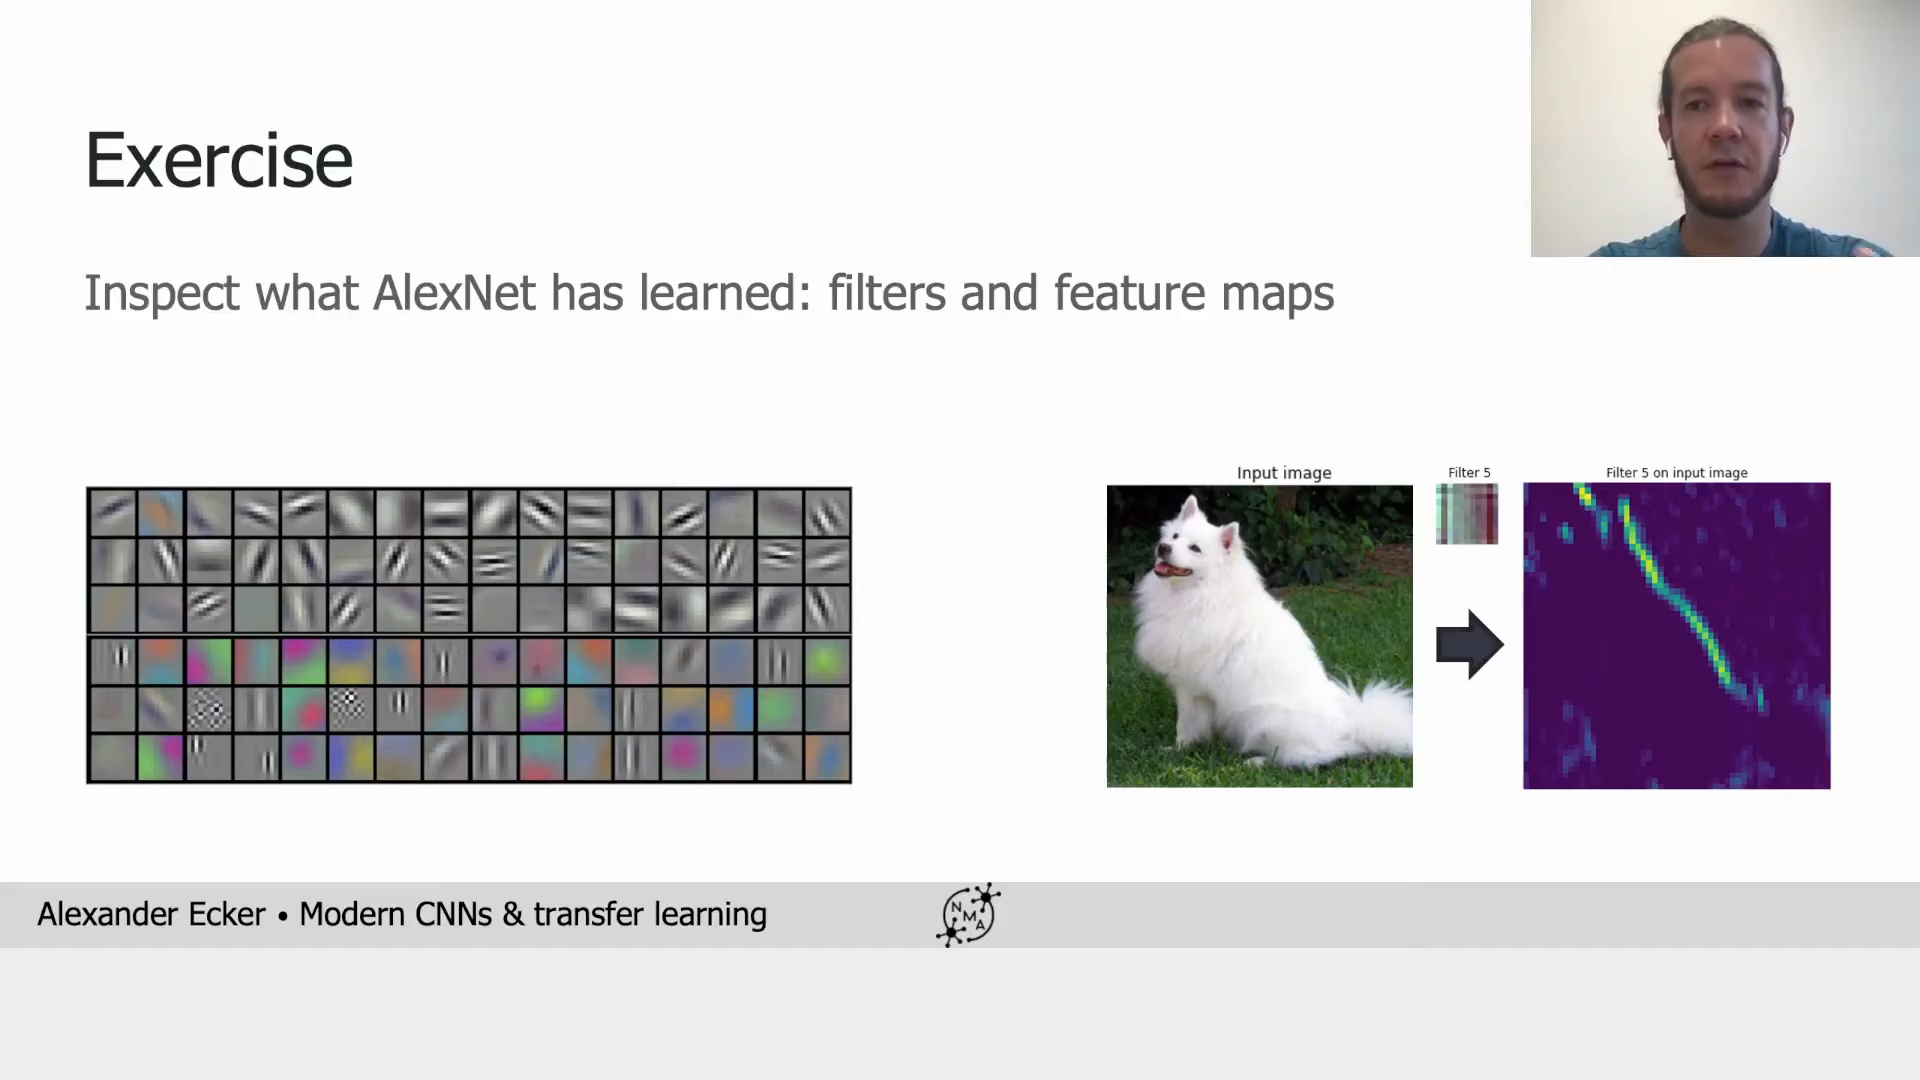 Exercise
Inspect what AlexNet has learned: filters and feature maps
Input image
Filter 5
Filter 5 on input image
Alexander Ecker • Modern CNNs & transfer learning
NMA